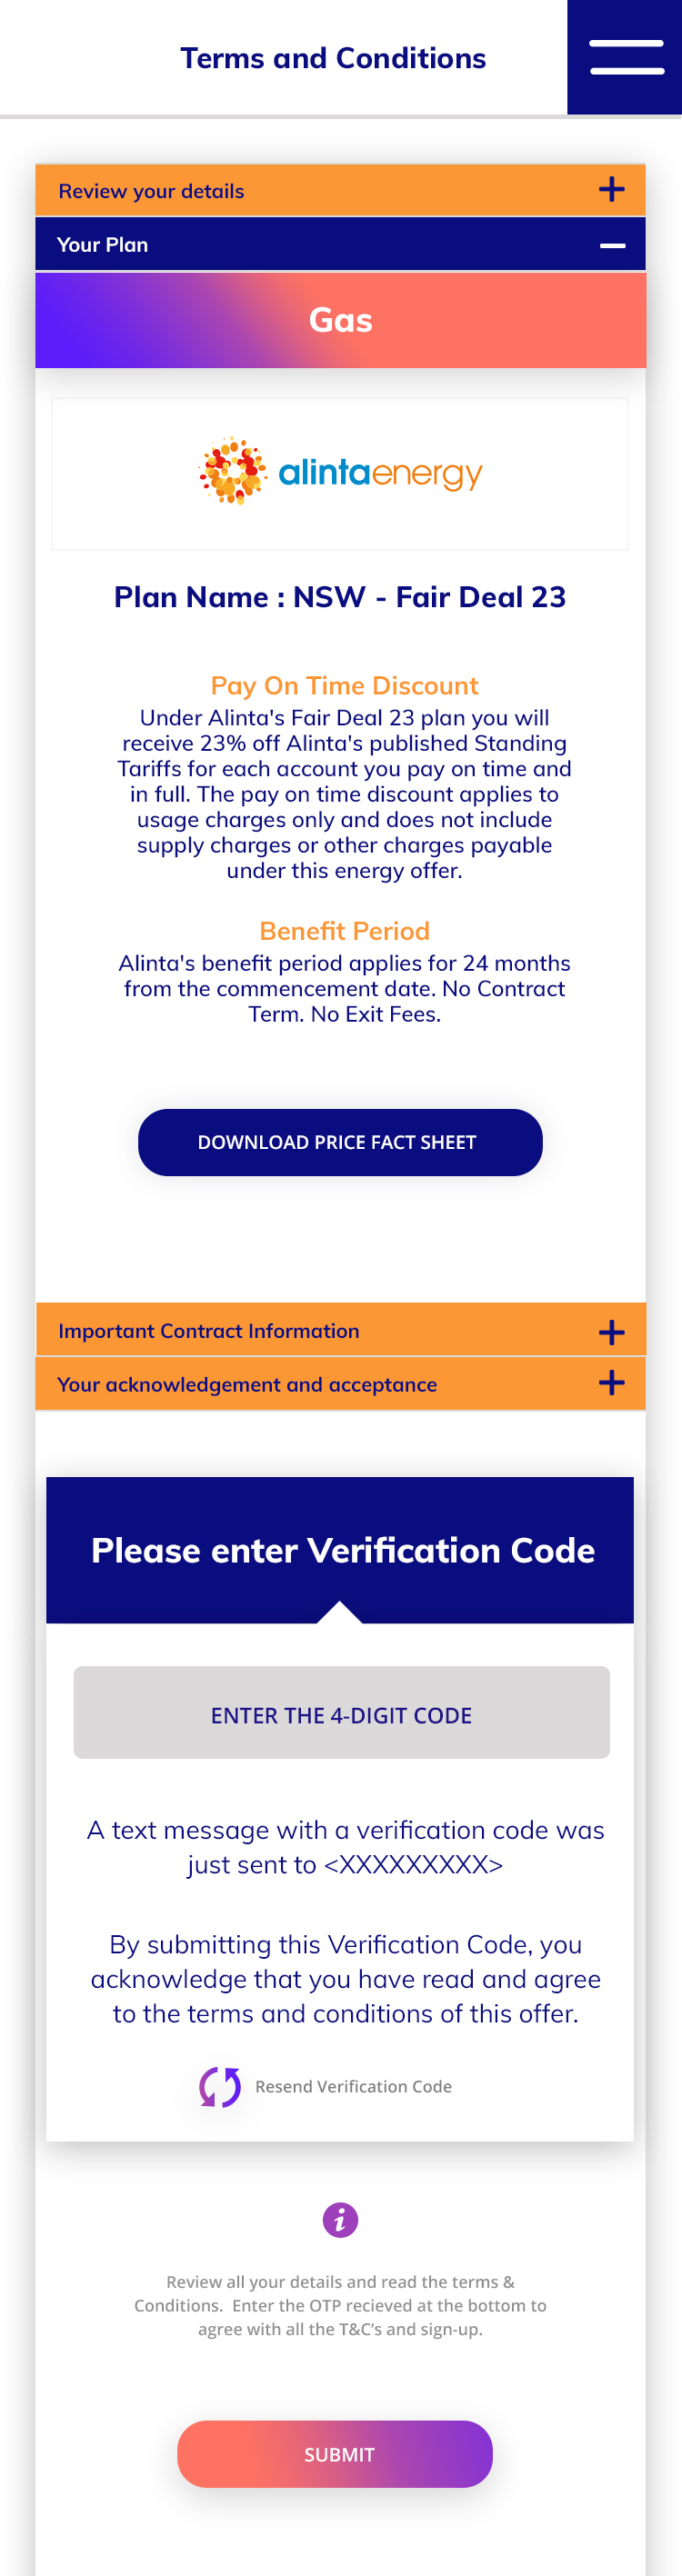 Terms and Conditions
Review your details
Your Plan
Gas
alintaenergy
Plan Name : NSW - Fair Deal 23
Pay On Time Discount
Under Alinta's Fair Deal 23 plan you will
receive 23% off Alinta's published Standing
Tariffs for each account you pay on time and
in full. The pay on time discount applies to
usage charges only and does not include
supply charges or other charges payable
under this energy offer.
Benefit Period
Alinta's benefit period applies for 24 months
from the commencement date. No Contract
Term. No Exit Fees.
DOWNLOAD PRICE FACT SHEET
Important Contract Information
Your acknowledgement and acceptance
Please enter Verification Code
ENTER THE 4-DIGIT CODE
A text message with a verification code was
just sent to <XXXXXXXXX>
By submitting this Verification Code, you
acknowledge that you have read and agree
to the terms and conditions of this offer.
Resend Verification Code
i
Review all your details and read the terms &
Conditions.  Enter the OTP recieved at the bottom to
agree with all the T&C’s and sign-up.
SUBMIT